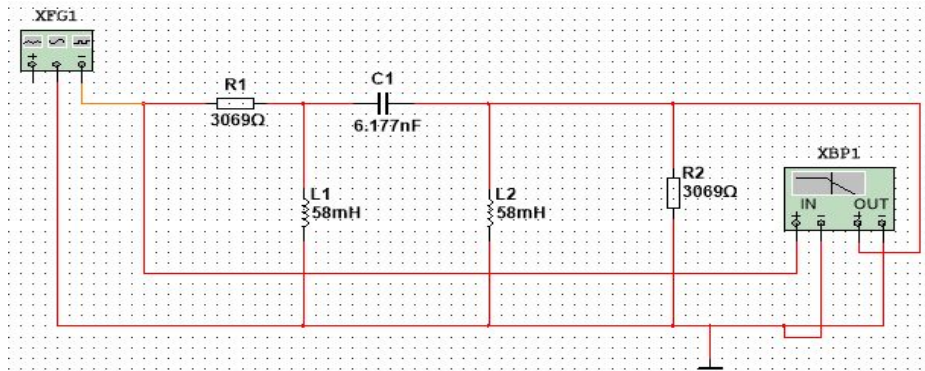 XFG1
R1
3069Ω
C1
6.177nF
L1
58mH
L2
58mH
R2
3069Ω
XBP1
IN OUT